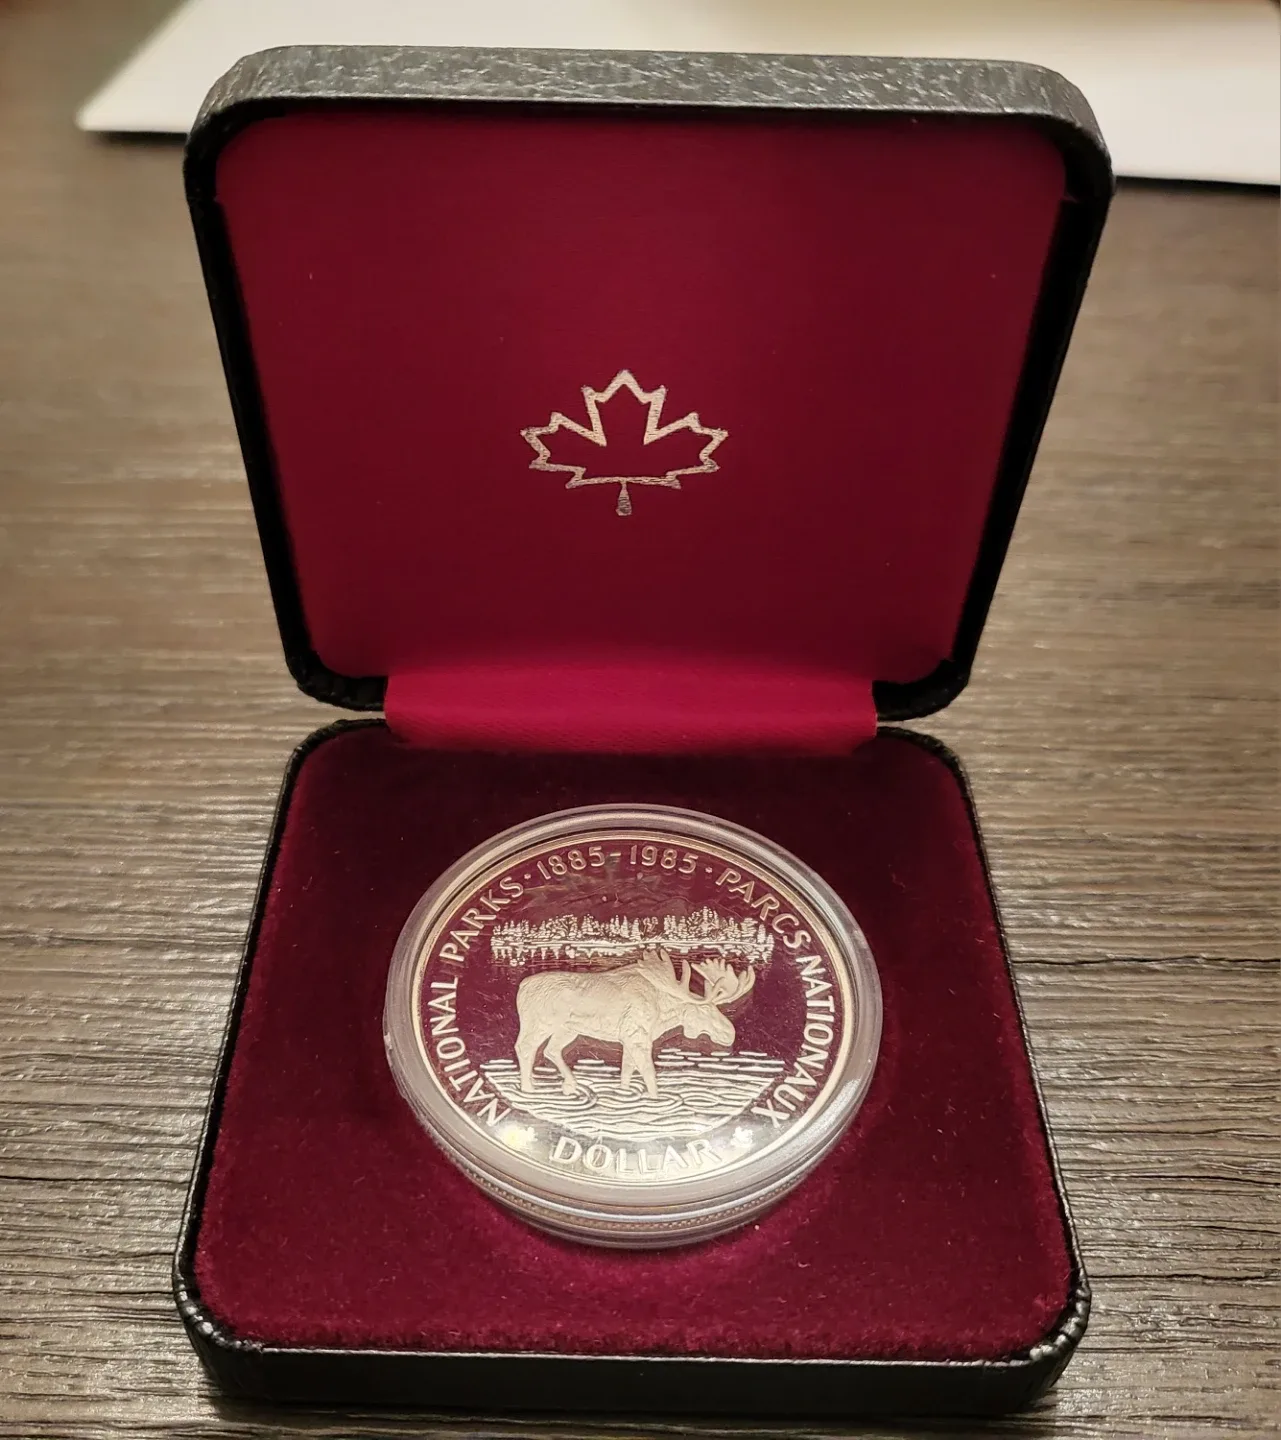 NATIONAL PARKS · 1885-1985 · PARCS NATIONAUX
DOLLAR